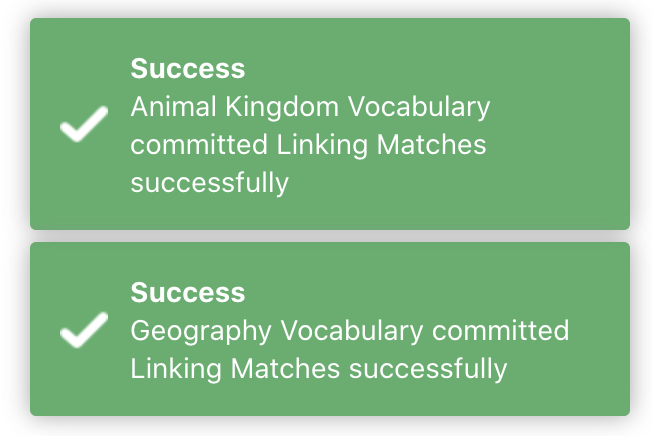 Success
Animal Kingdom Vocabulary
committed Linking Matches
successfully
Success
Geography Vocabulary committed
Linking Matches successfully